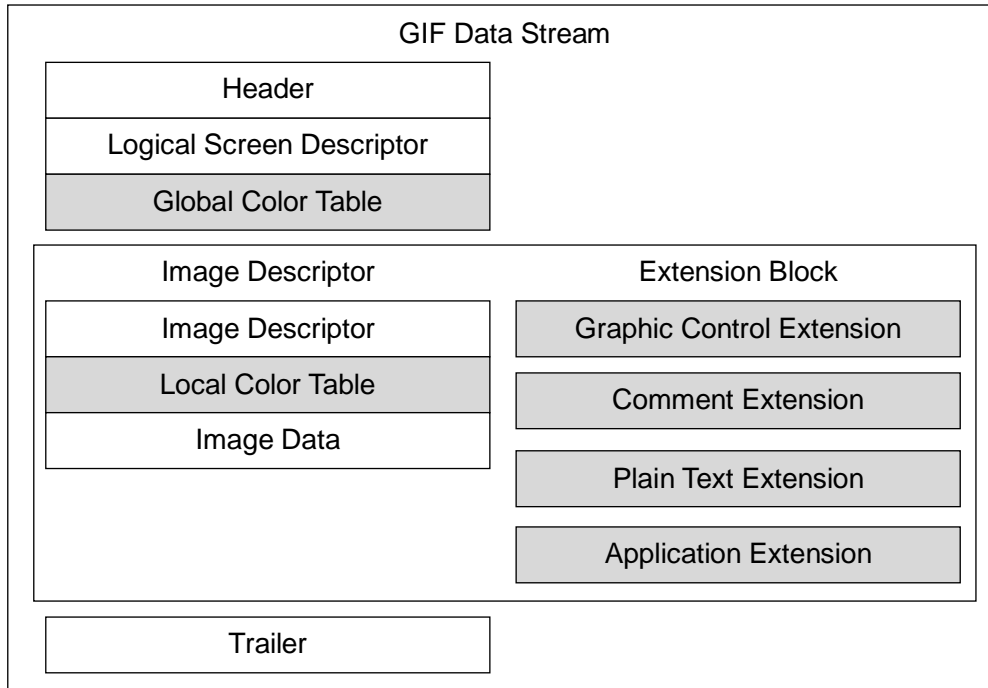 GIF Data Stream
Header
Logical Screen Descriptor
Global Color Table
Image Descriptor
Image Descriptor
Local Color Table
Image Data
Extension Block
Graphic Control Extension
Comment Extension
Plain Text Extension
Application Extension
Trailer